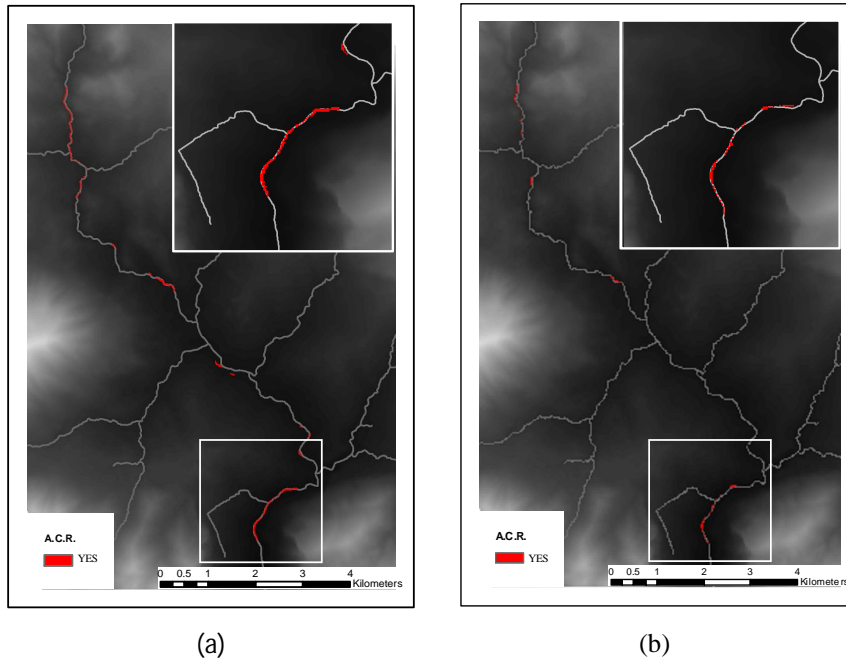 A.C.R.
YES
0 0.5 1 2 3 4
Kilometers
A.C.R.
YES
0 0.5 1 2 3 4
Kilometers
(a)
(b)